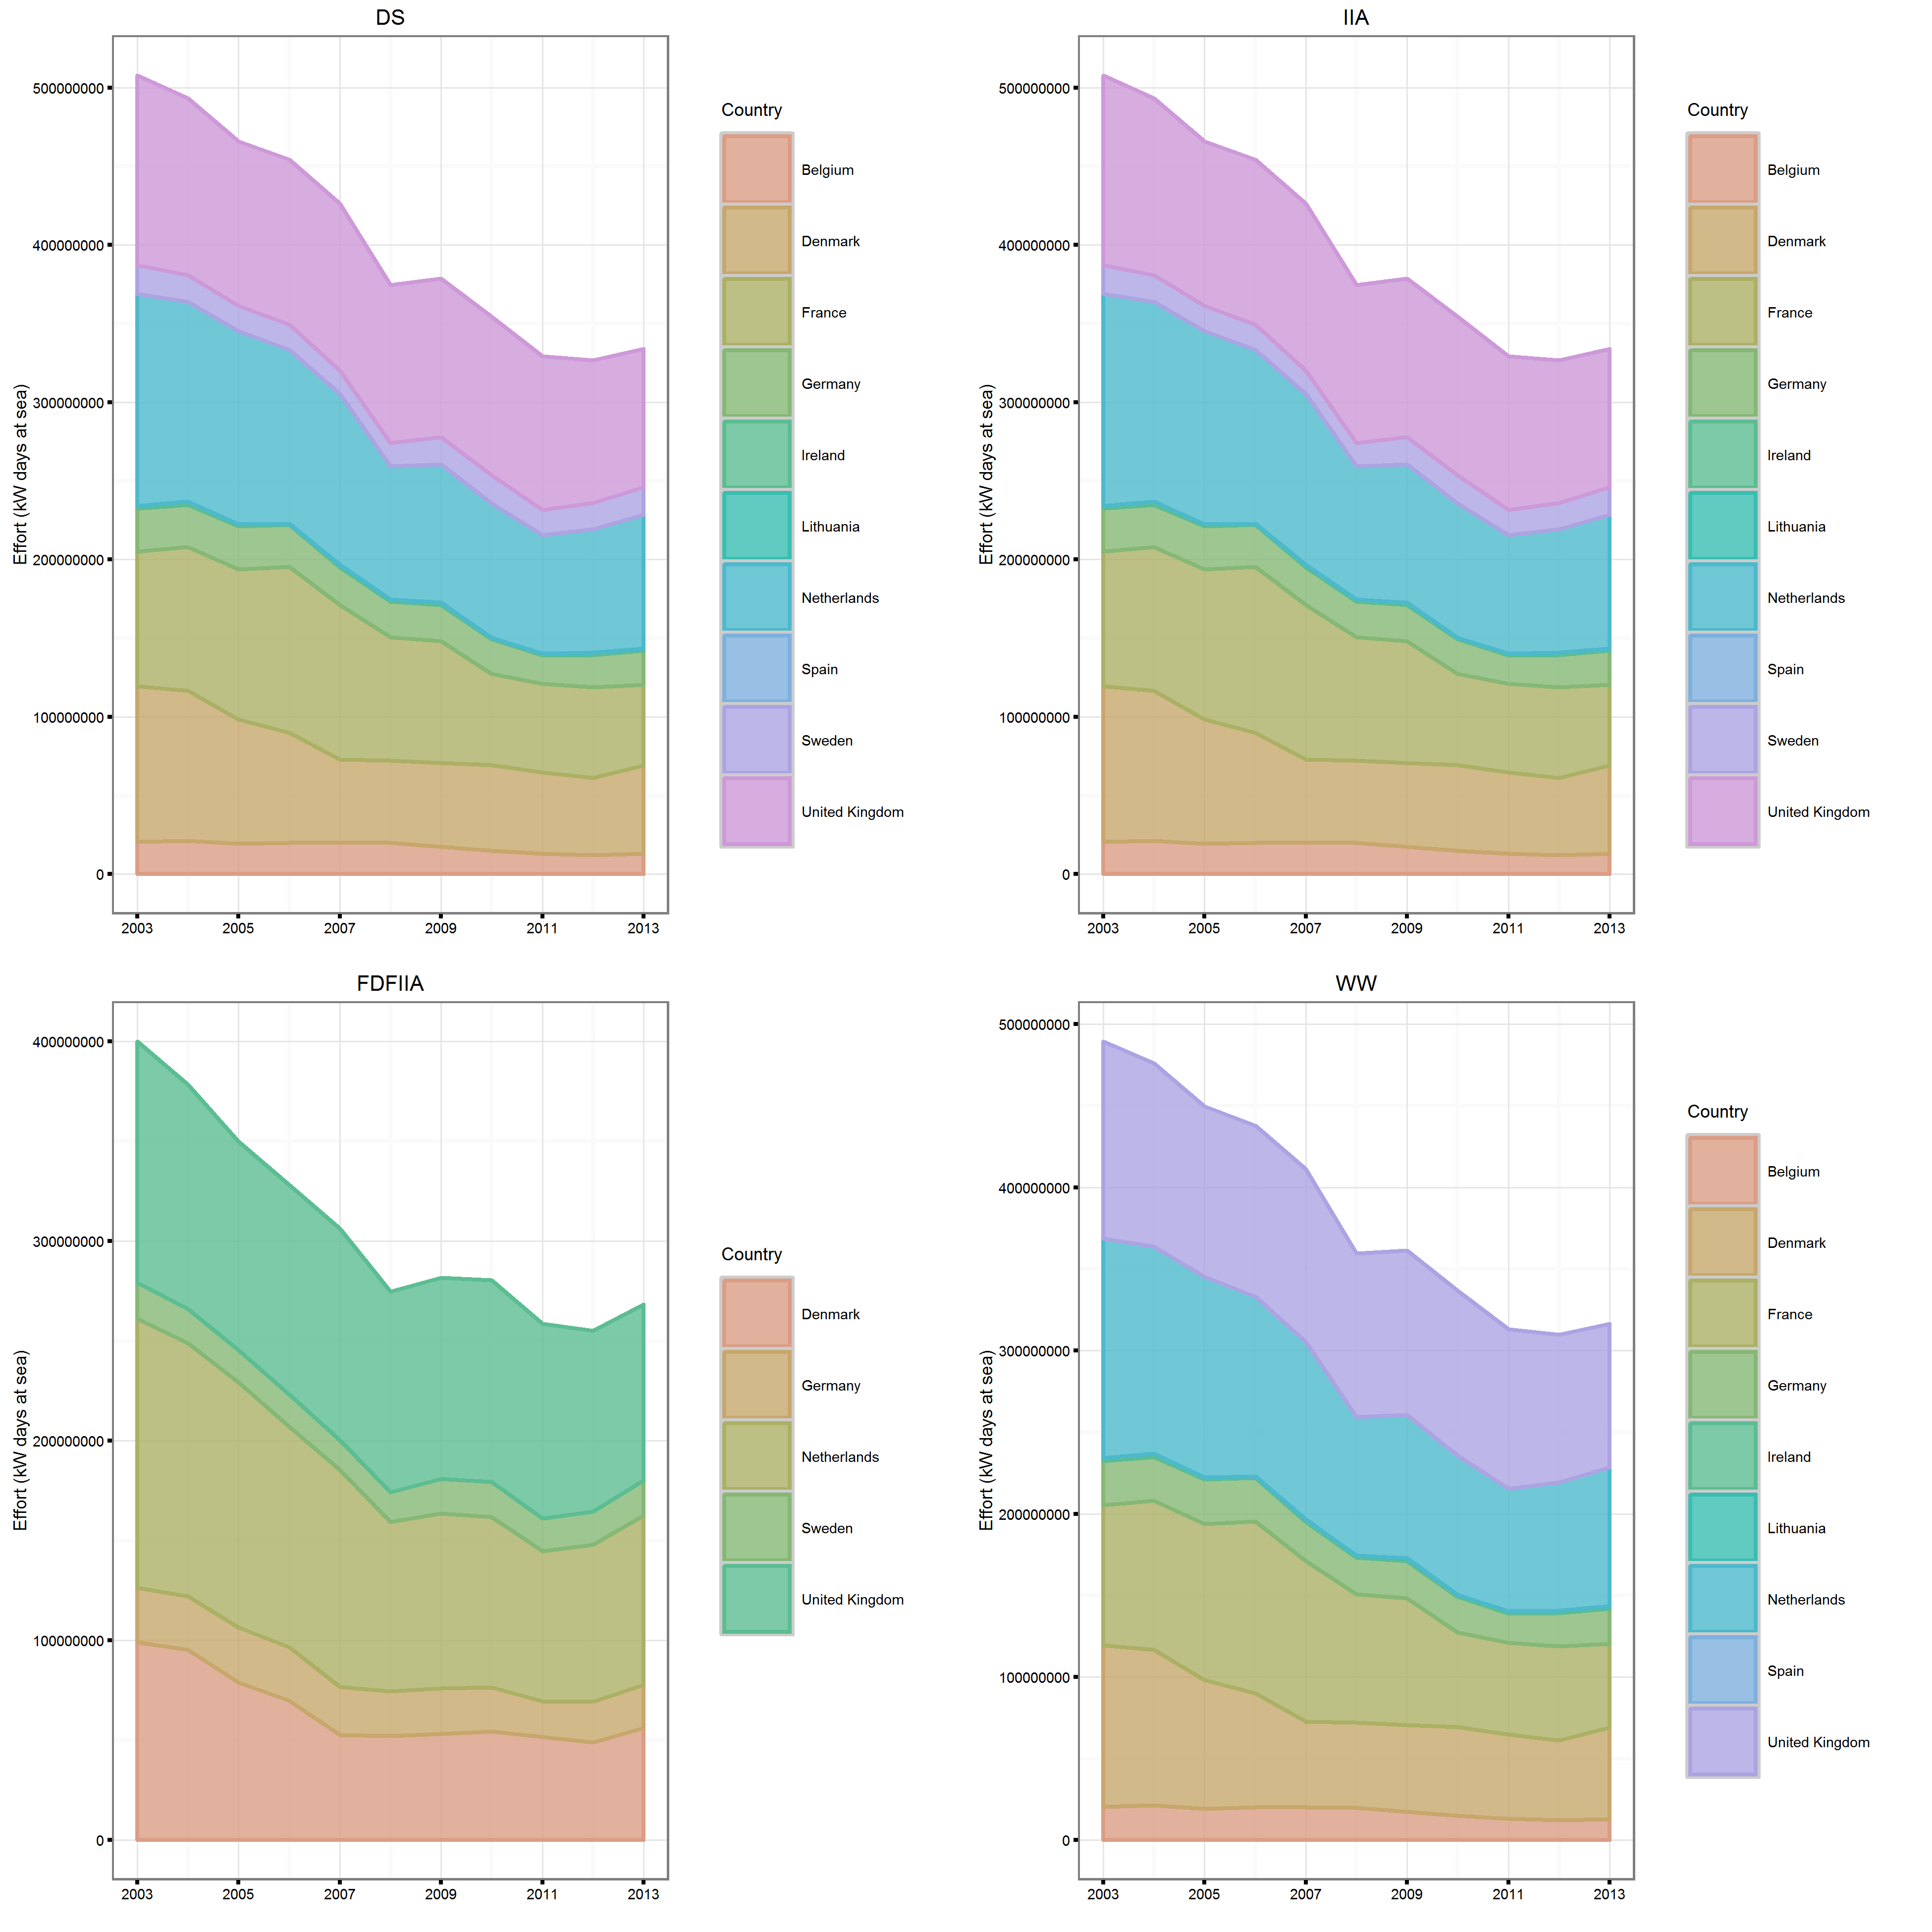 DS
Effort (kW days at sea)
500000000
400000000
300000000
200000000
100000000
0
2003 2005 2007 2009 2011 2013
Country
Belgium
Denmark
France
Germany
Ireland
Lithuania
Netherlands
Spain
Sweden
United Kingdom
IIA
Effort (kW days at sea)
500000000
400000000
300000000
200000000
100000000
0
2003 2005 2007 2009 2011 2013
Country
Belgium
Denmark
France
Germany
Ireland
Lithuania
Netherlands
Spain
Sweden
United Kingdom
FDFIIA
Effort (kW days at sea)
400000000
300000000
200000000
100000000
0
2003 2005 2007 2009 2011 2013
Country
Denmark
Germany
Netherlands
Sweden
United Kingdom
WW
Effort (kW days at sea)
500000000
400000000
300000000
200000000
100000000
0
2003 2005 2007 2009 2011 2013
Country
Belgium
Denmark
France
Germany
Ireland
Lithuania
Netherlands
Spain
United Kingdom